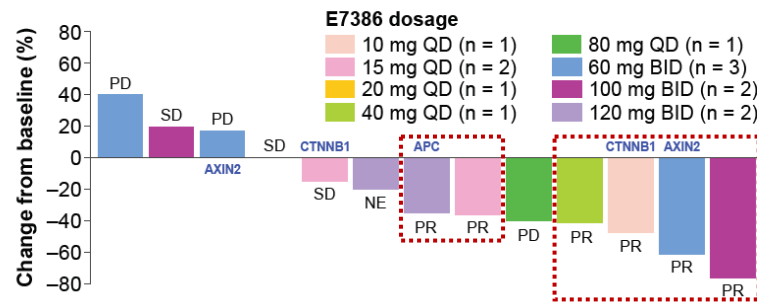 E7386 dosage
10 mg QD (n = 1)
15 mg QD (n = 2)
20 mg QD (n = 1)
40 mg QD (n = 1)
80 mg QD (n = 1)
60 mg BID (n = 3)
100 mg BID (n = 2)
120 mg BID (n = 2)
Change from baseline (%)
80
60
40
20
0
−20
−40
−60
−80
PD
SD
PD
AXIN2
SD
CTNNB1
SD
NE
APC
PR
PR
PD
PR
CTNNB1
PR
AXIN2
PR
PR